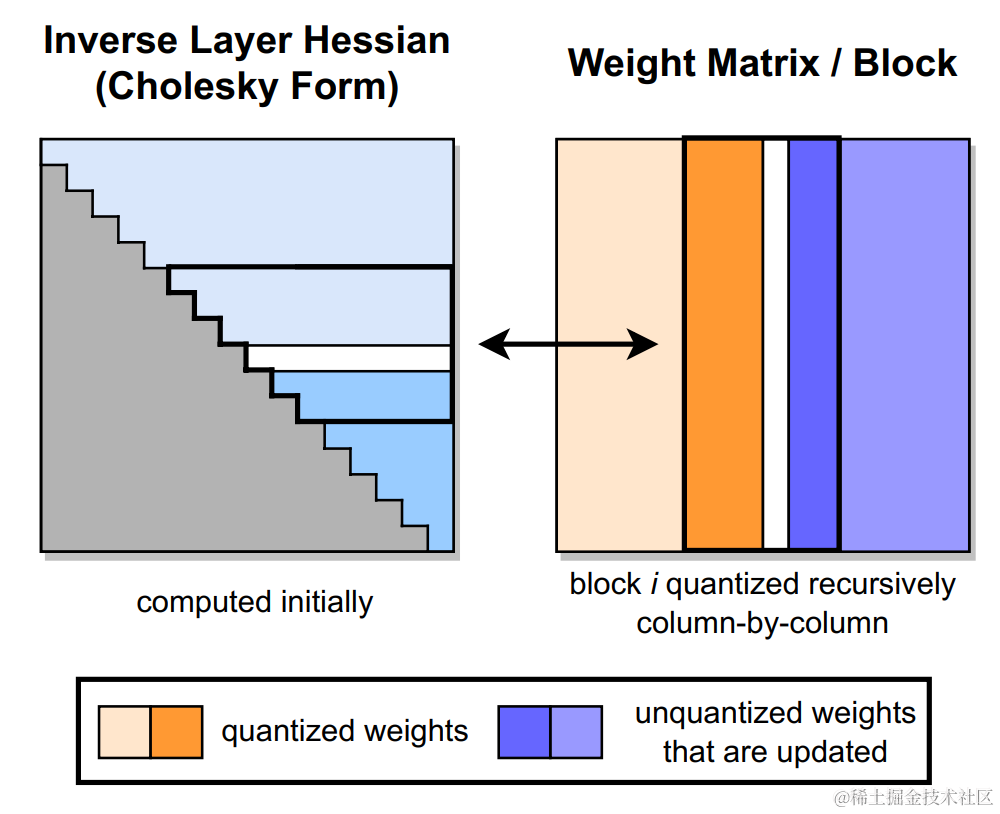 Inverse Layer Hessian
(Cholesky Form)
Weight Matrix / Block
computed initially
block i quantized recursively
column-by-column
quantized weights
unquantized weights
that are updated
@稀土掘金技术社区